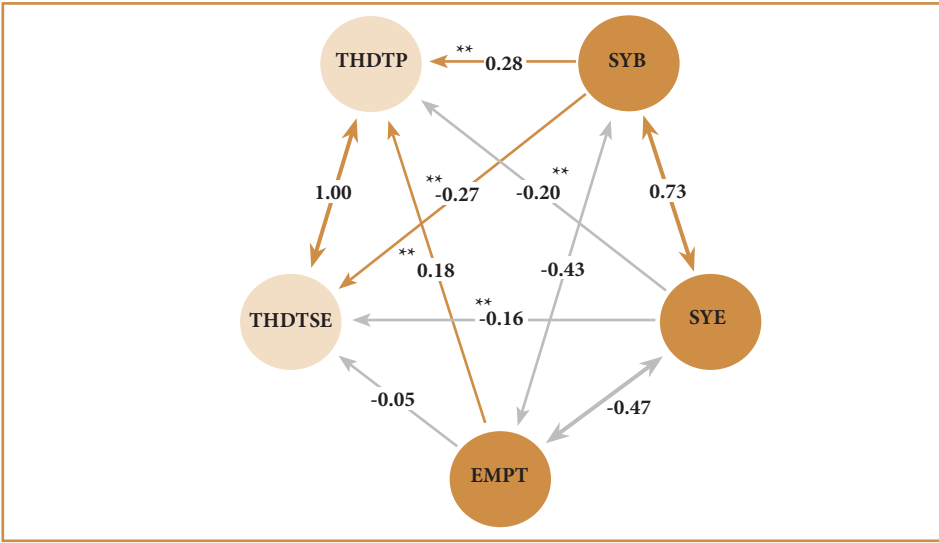 THDTP
** 0.28
SYB
1.00
** -0.27
-0.20 **
0.73
** 0.18
-0.43
THDTSE
** -0.16
SYE
-0.05
-0.47
EMPT